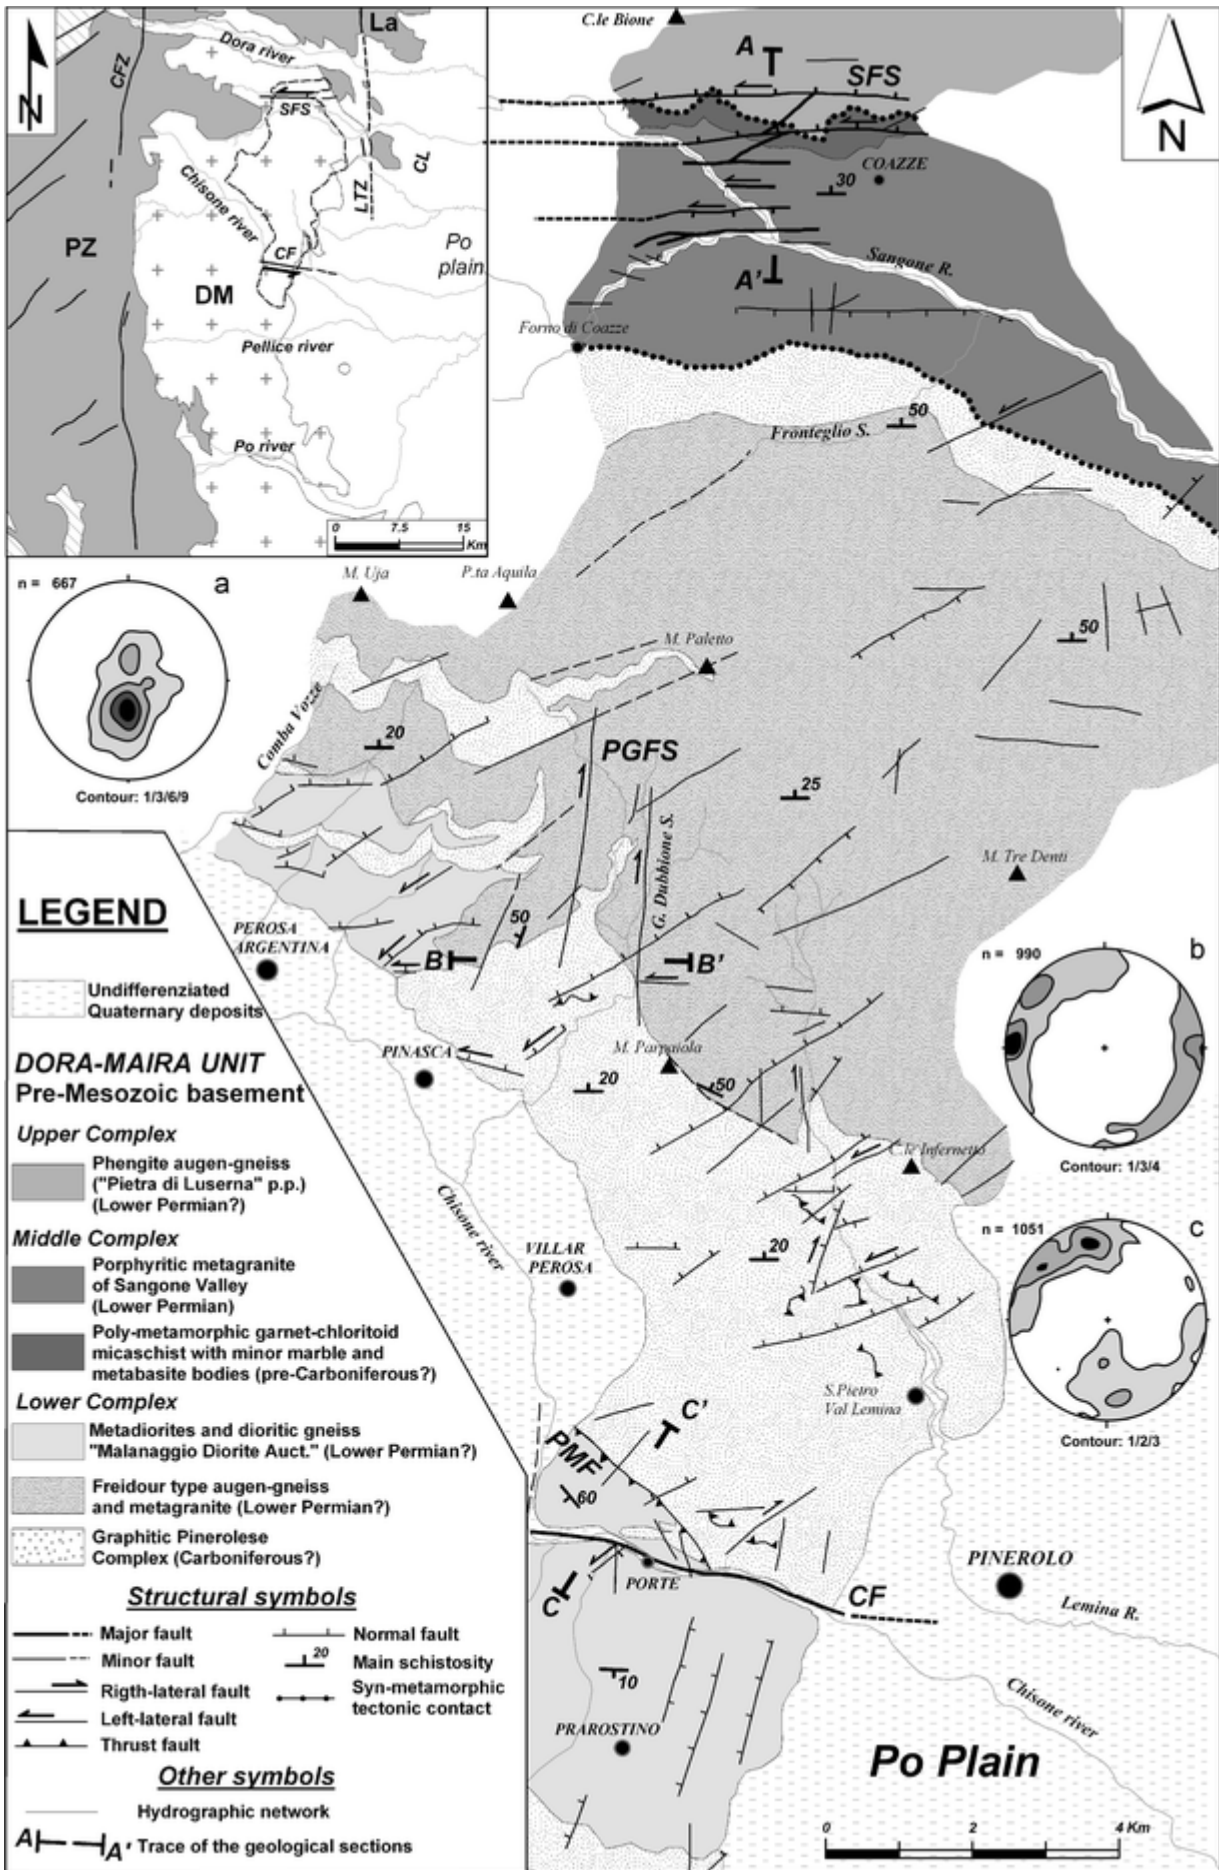 N
CFZ
La
Dora river
SFS
CL
LTZ
Chisone river
CF
Po
plain
PZ
DM
Pellice river
Po river
0 7.5 15
Km
C.le Bione
A
SFS
N
COAZZE
30
Sangone R.
A'
Forno di Coazze
50
Fronteglio S.
n = 667
a
Contour: 1/3/6/9
M. Uja
P.ta Aquila
M. Paletto
50
Comba Vozze
20
PGFS
25
G. Dubbione S.
M. Tre Denti
50
B
B'
n = 990
b
Contour: 1/3/4
PEROSA
ARGENTINA
PINASCA
M. Parpaiola
20
50
C.le Infernetto
n = 1051
c
Contour: 1/2/3
Chisone river
VILLAR
PEROSA
20
S.Pietro
Val Lemina
C'
PMF
60
PORTE
C
CF
PINEROLO
Lemina R.
10
PRAROSTINO
Chisone river
Po Plain
0 2 4 Km
LEGEND
Undifferenziated
Quaternary deposits
DORA-MAIRA UNIT
Pre-Mesozoic basement
Upper Complex
Phengite augen-gneiss
("Pietra di Luserna" p.p.)
(Lower Permian?)
Middle Complex
Porphyritic metagranite
of Sangone Valley
(Lower Permian)
Poly-metamorphic garnet-chloritoid
micaschist with minor marble and
metabasite bodies (pre-Carboniferous?)
Lower Complex
Metadiorites and dioritic gneiss
"Malanaggio Diorite Auct." (Lower Permian?)
Freidour type augen-gneiss
and metagranite (Lower Permian?)
Graphitic Pinerolese
Complex (Carboniferous?)
Structural symbols
Major fault
Minor fault
Rigth-lateral fault
Left-lateral fault
Thrust fault
Normal fault
20
Main schistosity
Syn-metamorphic
tectonic contact
Other symbols
Hydrographic network
A A' Trace of the geological sections